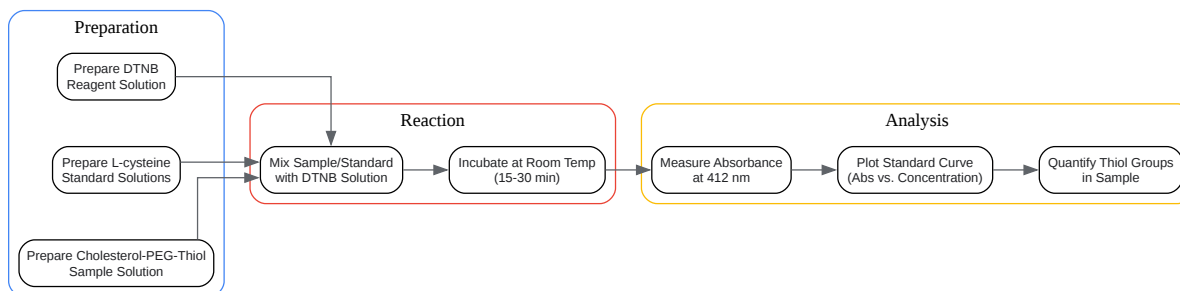 Preparation
Prepare DTNB
Reagent Solution
Prepare L-cysteine
Standard Solutions
Prepare Cholesterol-PEG-Thiol
Sample Solution
Reaction
Mix Sample/Standard
with DTNB Solution
Incubate at Room Temp
(15-30 min)
Analysis
Measure Absorbance
at 412 nm
Plot Standard Curve
(Abs vs. Concentration)
Quantify Thiol Groups
in Sample